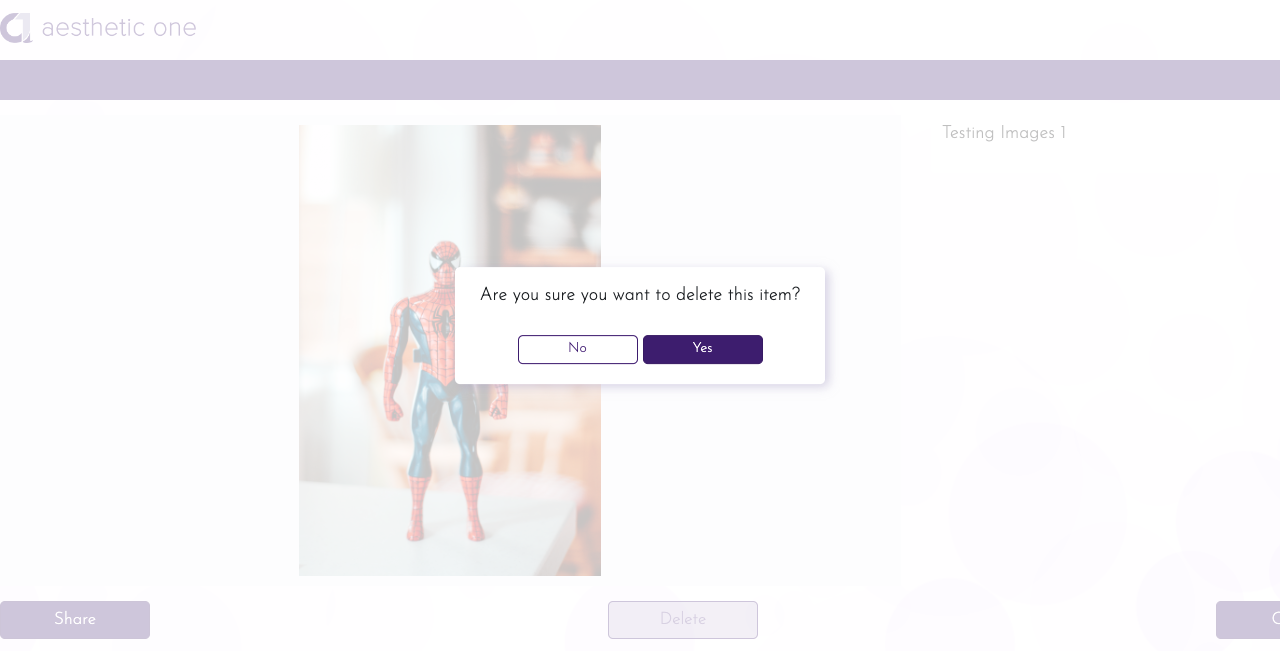 aesthetic one
Testing Images 1
Are you sure you want to delete this item?
No
Yes
Share
Delete